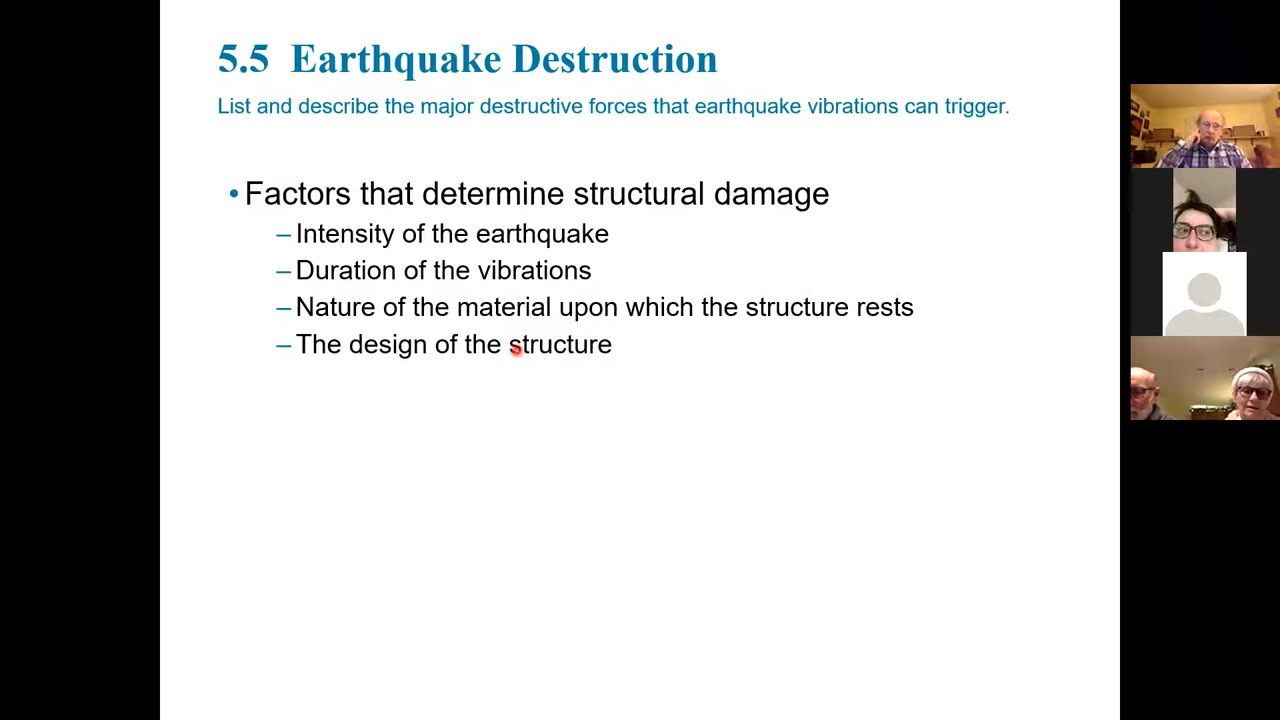 5.5 Earthquake Destruction
List and describe the major destructive forces that earthquake vibrations can trigger.
•Factors that determine structural damage
–Intensity of the earthquake
–Duration of the vibrations
–Nature of the material upon which the structure rests
–The design of the structure